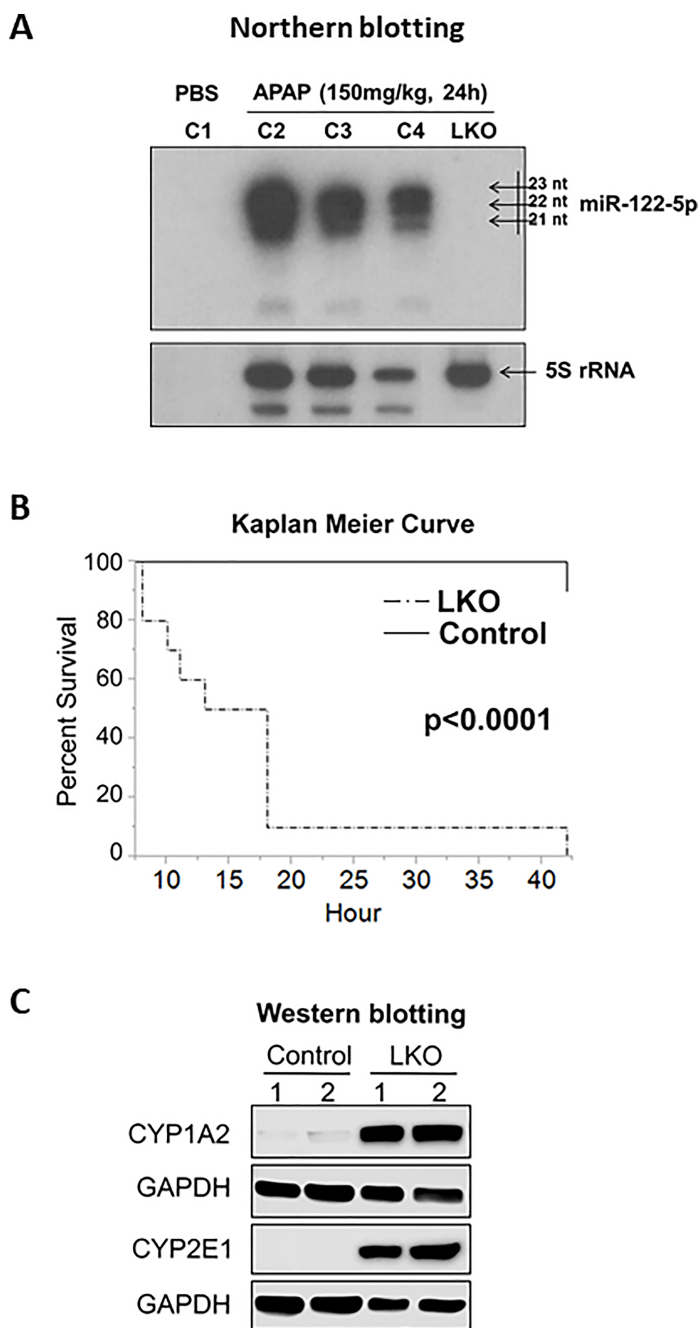 A
Northern blotting
PBS APAP (150mg/kg, 24h)
C1 C2 C3 C4 LKO
23 nt
22 nt miR-122-5p
21 nt
5S rRNA
B
Kaplan Meier Curve
100
80
60
40
20
0
Percent Survival
LKO
Control
p<0.0001
10 15 20 25 30 35 40
Hour
C
Western blotting
Control LKO
1 2 1 2
CYP1A2
GAPDH
CYP2E1
GAPDH